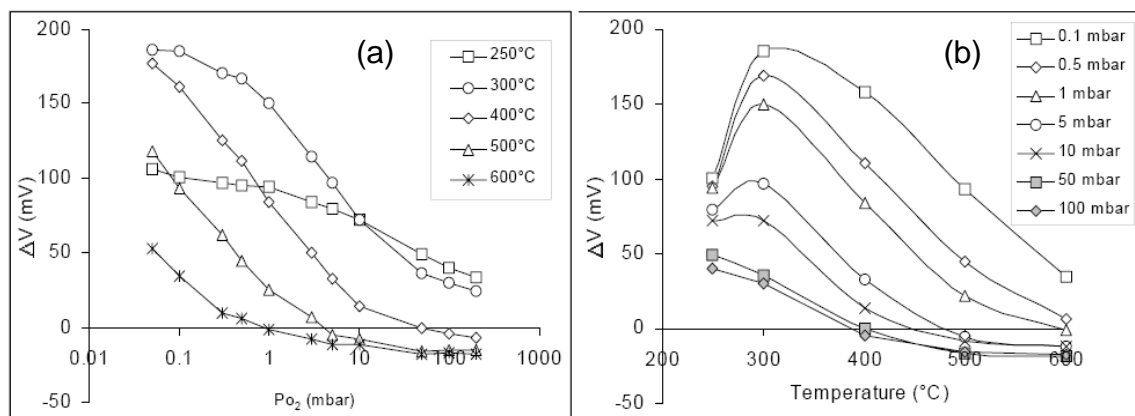 (a)
200
150
100
50
0
-50
ΔV (mV)
0.01 0.1 1 10 100 1000
Po₂ (mbar)
250°C
300°C
400°C
500°C
600°C
(b)
200
150
100
50
0
-50
ΔV (mV)
200 300 400 500 600
Temperature (°C)
0.1 mbar
0.5 mbar
1 mbar
5 mbar
10 mbar
50 mbar
100 mbar